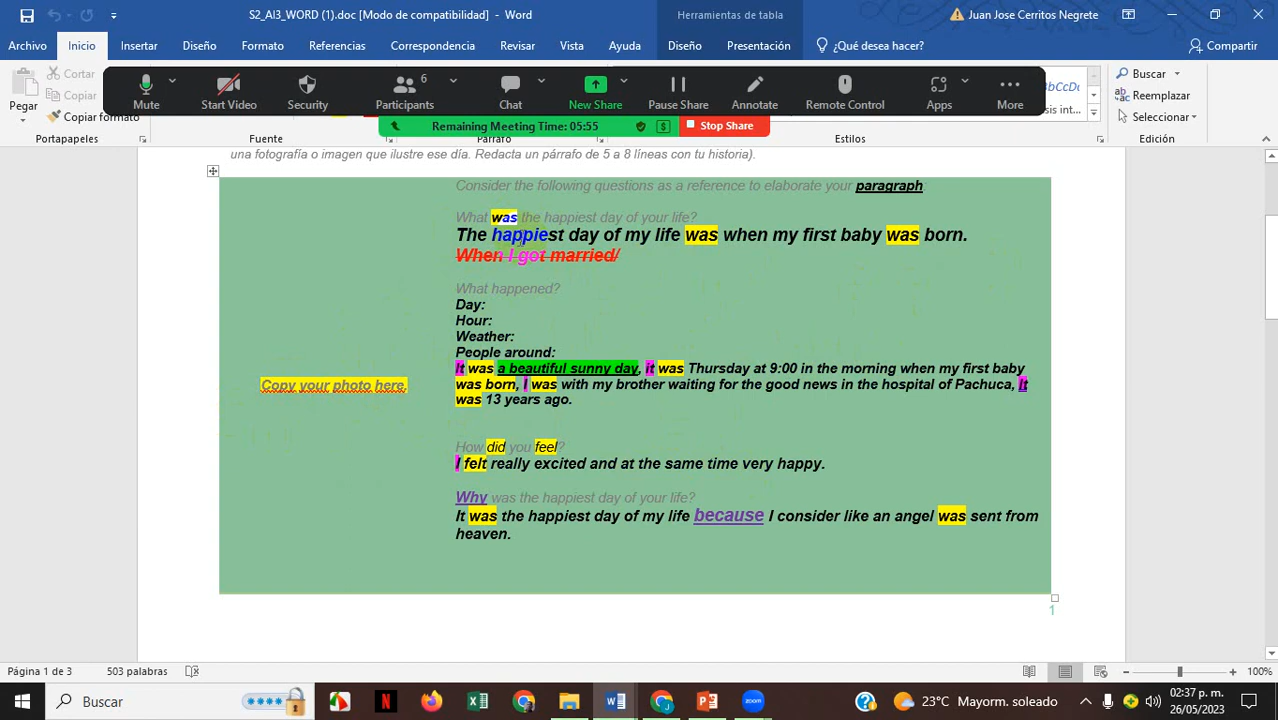 S2_AI3_WORD (1).doc [Modo de compatibilidad] - Word
Herramientas de tabla
Juan Jose Cerritos Negrete
Archivo Inicio Insertar Diseño Formato Referencias Correspondencia Revisar Vista Ayuda Diseño Presentación ¿Qué desea hacer? Compartir
Pegar
Cortar
Copiar
Copiar formato
Mute
Start Video
Security
Participants 6
Chat
New Share
Pause Share
Annotate
Remote Control
Apps
More
Buscar
Reemplazar
Seleccionar
Remaining Meeting Time: 05:55
Stop Share
Portapapeles Fuente Párrafo Estilos Edición
una fotografía o imagen que ilustre ese día. Redacta un párrafo de 5 a 8 líneas con tu historia).
Consider the following questions as a reference to elaborate your paragraph:
What was the happiest day of your life?
The happiest day of my life was when my first baby was born.
When I got married/
What happened?
Day:
Hour:
Weather:
People around:
It was a beautiful sunny day, it was Thursday at 9:00 in the morning when my first baby
was born, I was with my brother waiting for the good news in the hospital of Pachuca, It
was 13 years ago.
Copy your photo here.
How did you feel?
I felt really excited and at the same time very happy.
Why was the happiest day of your life?
It was the happiest day of my life because I consider like an angel was sent from
heaven.
1
Página 1 de 3 503 palabras 100%
Buscar
23°C Mayorm. soleado
02:37 p. m.
26/05/2023